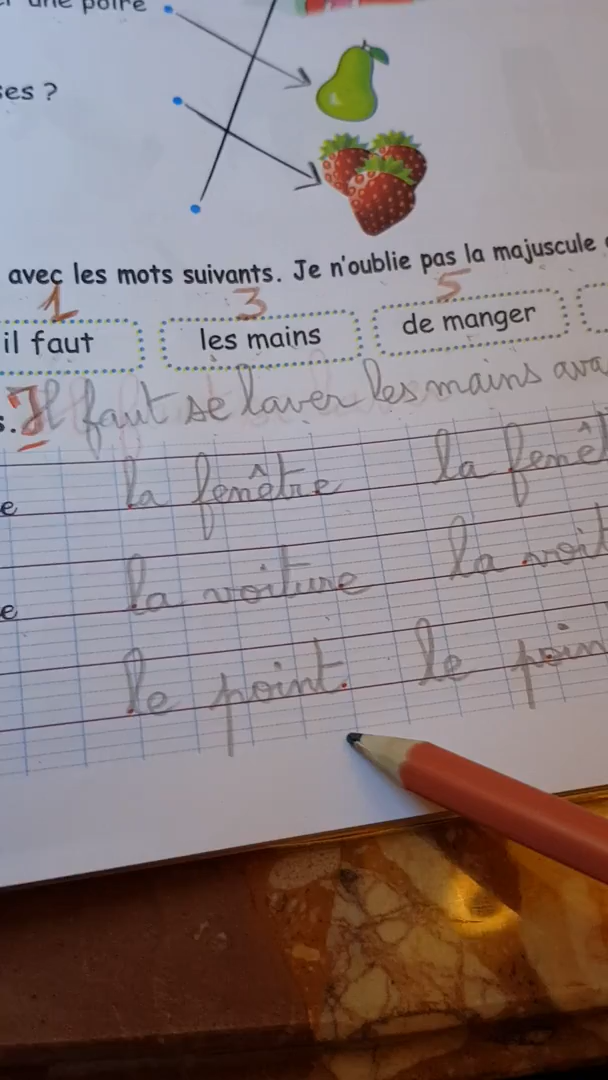 une poire
ses ?
avec les mots suivants. Je n'oublie pas la majuscule
1 3 5
il faut les mains de manger
s. Il faut se laver les mains ava
e la fenêtre la fenêt
e la voiture la voit
le point. le poin